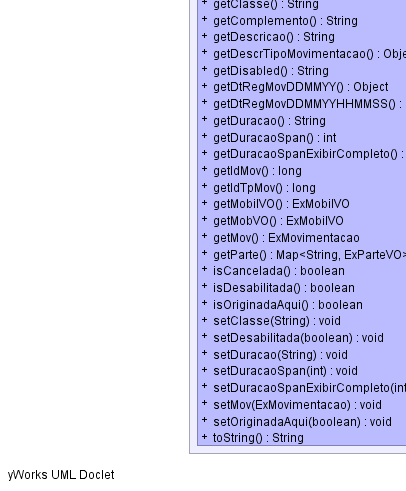 + getClasse() : String
+ getComplemento() : String
+ getDescricao() : String
+ getDescrTipoMovimentacao() : Obje
+ getDisabled() : String
+ getDtRegMovDDMMYY() : Object
+ getDtRegMovDDMMYYHHMMSS() :
+ getDuracao() : String
+ getDuracaoSpan() : int
+ getDuracaoSpanExibirCompleto() :
+ getIdMov() : long
+ getIdTpMov() : long
+ getMobilVO() : ExMobilVO
+ getMobVO() : ExMobilVO
+ getMov() : ExMovimentacao
+ getParte() : Map<String, ExParteVO>
+ isCancelada() : boolean
+ isDesabilitada() : boolean
+ isOriginadaAqui() : boolean
+ setClasse(String) : void
+ setDesabilitada(boolean) : void
+ setDuracao(String) : void
+ setDuracaoSpan(int) : void
+ setDuracaoSpanExibirCompleto(int
+ setMov(ExMovimentacao) : void
+ setOriginadaAqui(boolean) : void
+ toString() : String
yWorks UML Doclet